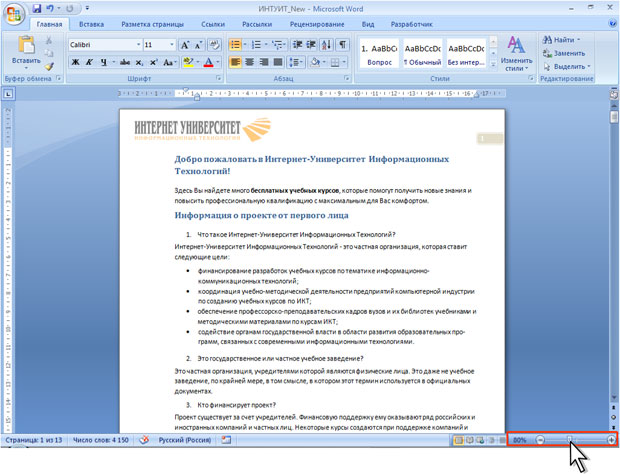 ИНТУИТ_New - Microsoft Word
Главная Вставка Разметка страницы Ссылки Рассылки Рецензирование Вид Разработчик
Calibri 11
1. AaBbCc AaBbCcDc AaBbCcDc
Вставить
Вопрос ¶ Обычный Без интер...
Изменить стили
Найти
Заменить
Выделить
Буфер обмена Шрифт Абзац Стили Редактирование
ИНТЕРНЕТ УНИВЕРСИТЕТ
ИНФОРМАЦИОННЫХ ТЕХНОЛОГИЙ
1
Добро пожаловать в Интернет-Университет Информационных
Технологий!
Здесь Вы найдете много бесплатных учебных курсов, которые помогут получить новые знания и
повысить профессиональную квалификацию с максимальным для Вас комфортом.
Информация о проекте от первого лица
1. Что такое Интернет-Университет Информационных Технологий?
Интернет-Университет Информационных Технологий - это частная организация, которая ставит
следующие цели:
• финансирование разработок учебных курсов по тематике информационно-
коммуникационных технологий;
• координация учебно-методической деятельности предприятий компьютерной индустрии
по созданию учебных курсов по ИКТ;
• обеспечение профессорско-преподавательских кадров вузов и их библиотек учебниками и
методическими материалами по курсам ИКТ;
• содействие органам государственной власти в области развития образовательных про-
грамм, связанных с современными информационными технологиями.
2. Это государственное или частное учебное заведение?
Это частная организация, учредителями которой являются физические лица. Это даже не учебное
заведение, по крайней мере, в том смысле, в котором этот термин используется в официальных
документах.
3. Кто финансирует проект?
Проект существует за счет учредителей. Финансовую поддержку ему оказывают ряд российских и
иностранных компаний и частных лиц. Некоторые курсы создаются при поддержке компаний и
Страница: 1 из 13 Число слов: 4 150 Русский (Россия) 80%